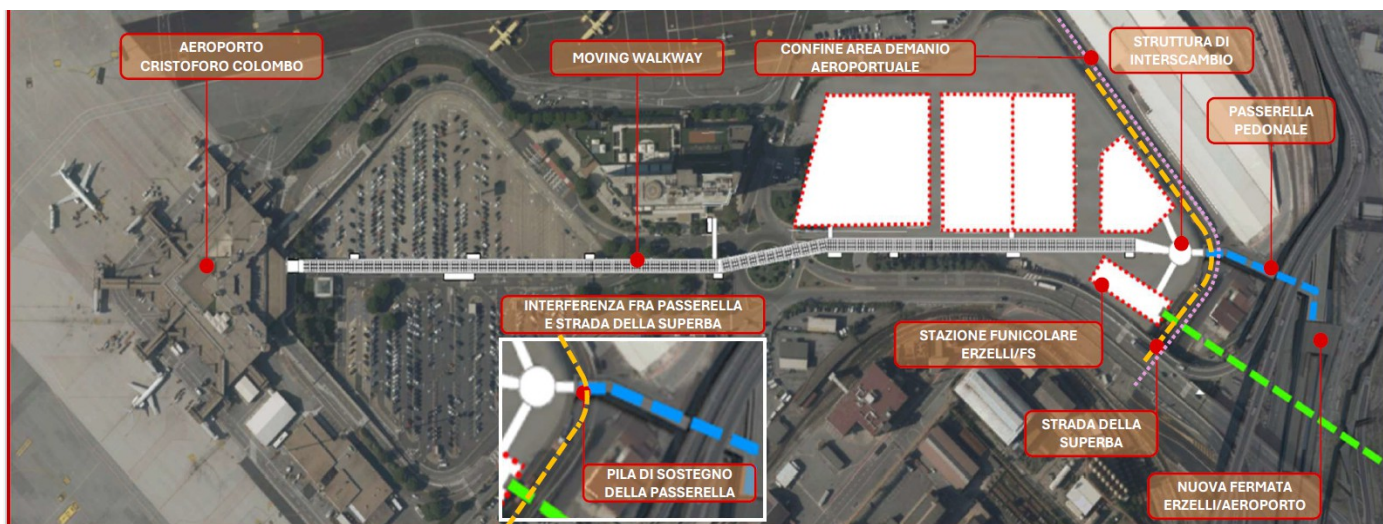 AEROPORTO
CRISTOFORO COLOMBO
MOVING WALKWAY
CONFINE AREA DEMANIO
AEROPORTUALE
STRUTTURA DI
INTERSCAMBIO
PASSERELLA
PEDONALE
INTERFERENZA FRA PASSERELLA
E STRADA DELLA SUPERBA
STAZIONE FUNICOLARE
ERZELLI/FS
STRADA DELLA
SUPERBA
PILA DI SOSTEGNO
DELLA PASSERELLA
NUOVA FERMATA
ERZELLI/AEROPORTO